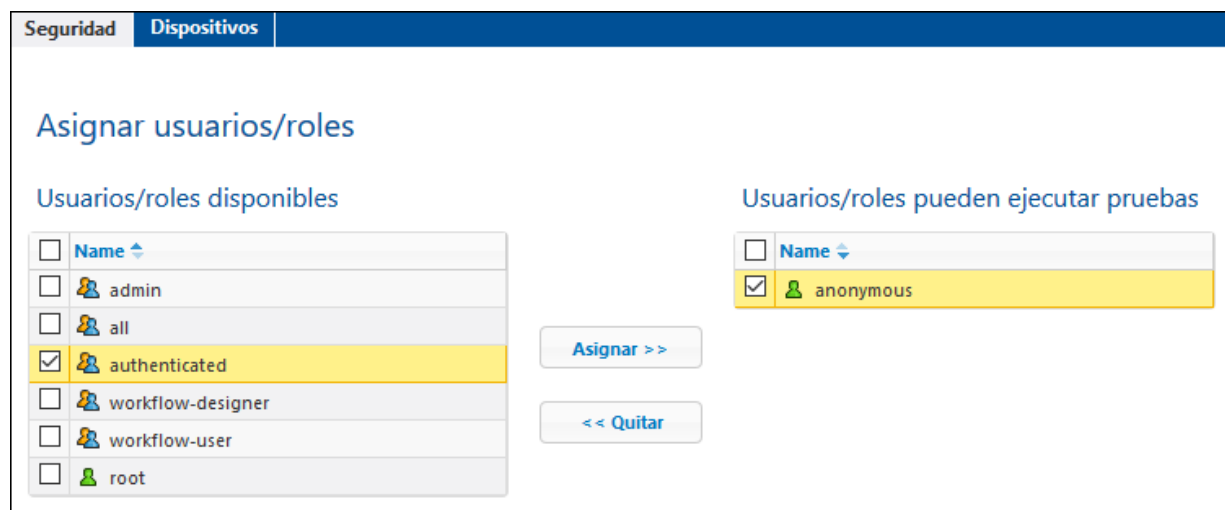 Seguridad Dispositivos
Asignar usuarios/roles
Usuarios/roles disponibles
Name
admin
all
authenticated
workflow-designer
workflow-user
root
Asignar >>
<< Quitar
Usuarios/roles pueden ejecutar pruebas
Name
anonymous